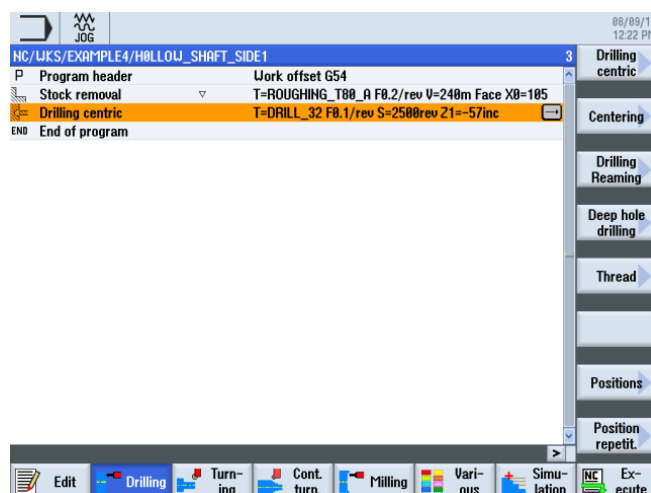 JOG
08/09/1
12:22 PM
NC/WKS/EXAMPLE4/HOLLOW_SHAFT_SIDE1 3
P Program header Work offset G54
Stock removal ▽ T=ROUGHING_T80_A F0.2/rev V=240m Face X0=105
Drilling centric T=DRILL_32 F0.1/rev S=2500rev Z1=-57inc
END End of program
Drilling
centric
Centering
Drilling
Reaming
Deep hole
drilling
Thread
Positions
Position
repetit.
>
Edit
Drilling
Turn-
ing
Cont.
turn.
Milling
Vari-
ous
Simu-
lation
NC
Ex-
ecute